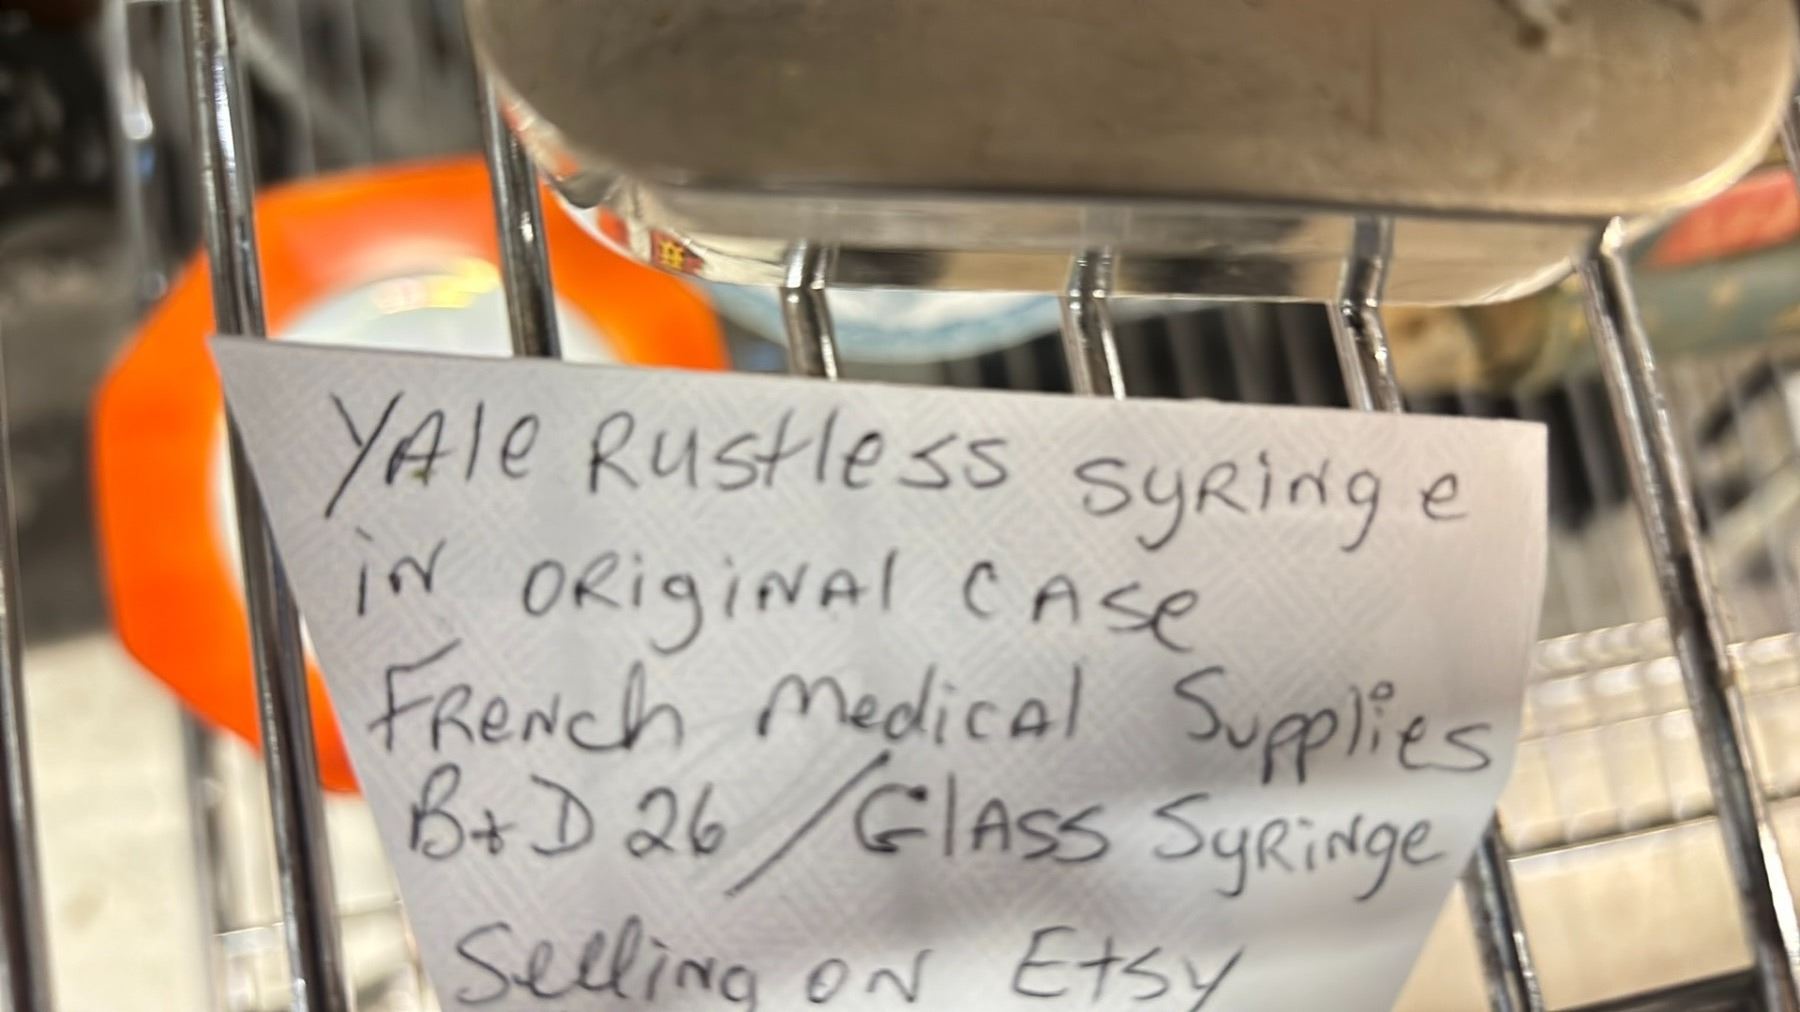 YAle Rustless Syringe
in ORiginal CASe
French Medical Supplies
B+D 26 / Glass Syringe
Selling on Etsy